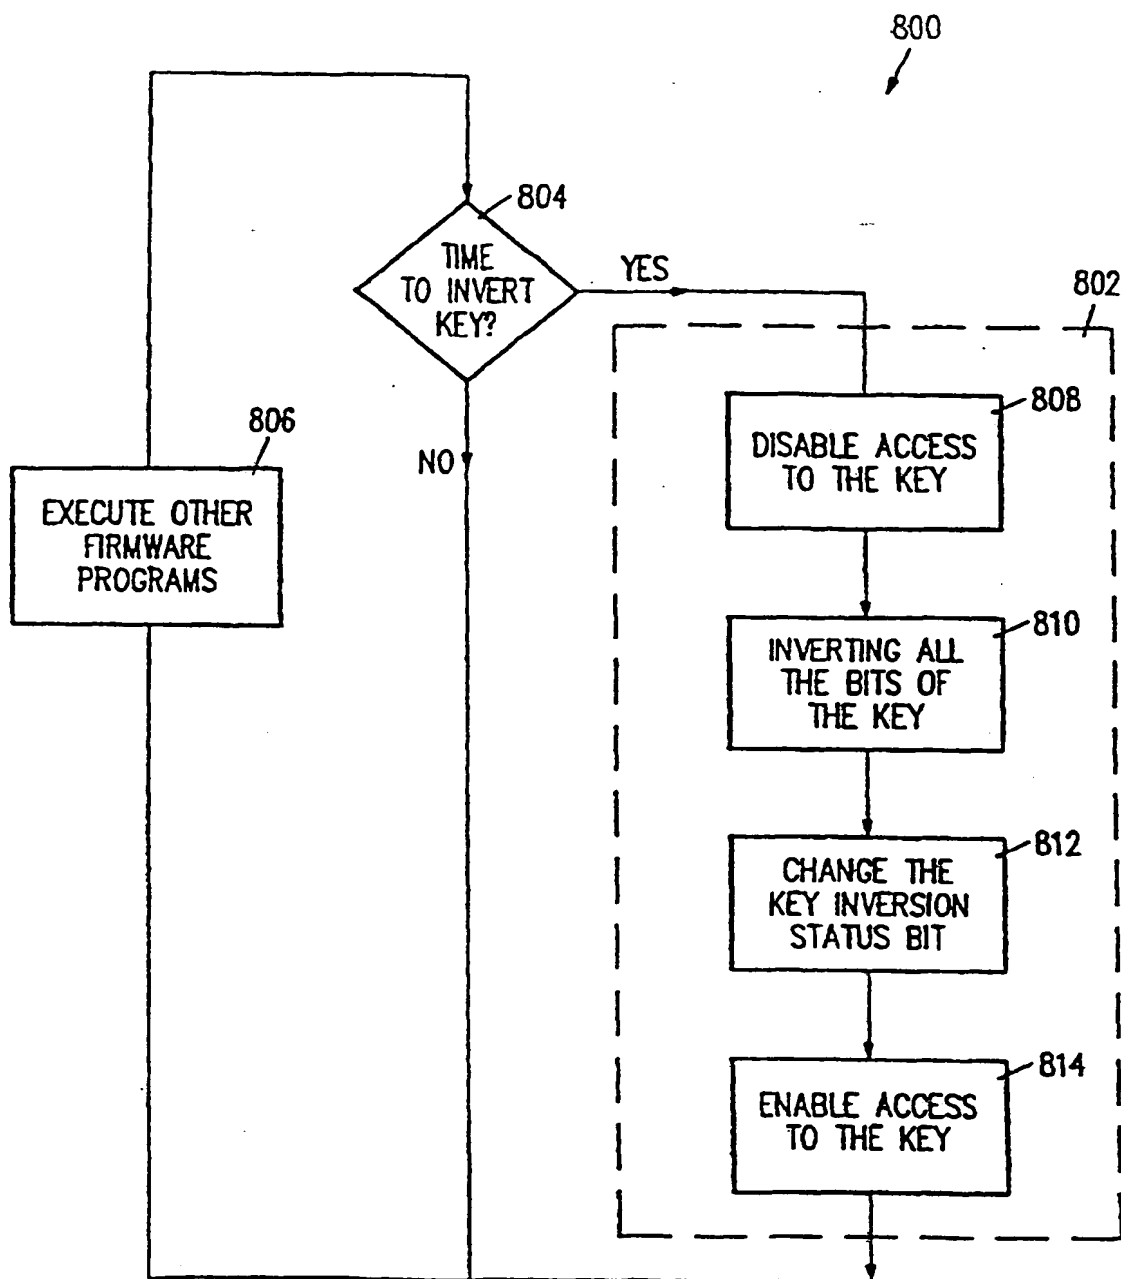 800
804
TIME
TO INVERT
KEY?
YES
802
808
DISABLE ACCESS
TO THE KEY
806
NO
EXECUTE OTHER
FIRMWARE
PROGRAMS
810
INVERTING ALL
THE BITS OF
THE KEY
812
CHANGE THE
KEY INVERSION
STATUS BIT
814
ENABLE ACCESS
TO THE KEY